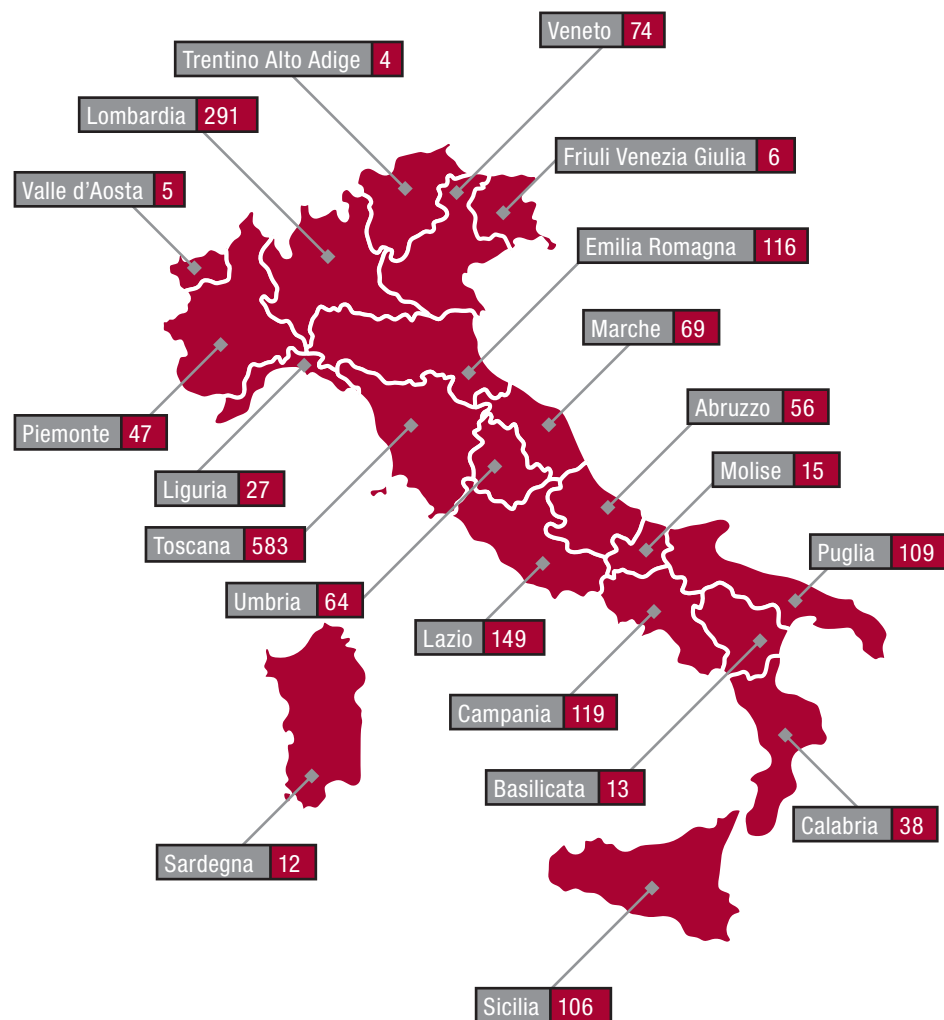 Veneto 74
Trentino Alto Adige 4
Lombardia 291
Friuli Venezia Giulia 6
Valle d'Aosta 5
Emilia Romagna 116
Marche 69
Abruzzo 56
Piemonte 47
Molise 15
Liguria 27
Toscana 583
Puglia 109
Umbria 64
Lazio 149
Campania 119
Basilicata 13
Calabria 38
Sardegna 12
Sicilia 106